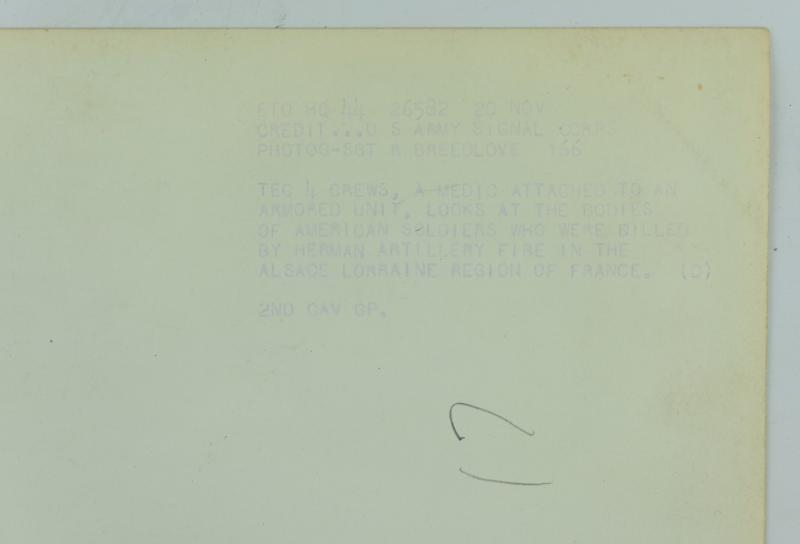 ETO HQ 44 26582 20 NOV
CREDIT...U S ARMY SIGNAL CORPS
PHOTOG-SGT R BREEDLOVE 166
TEC 4 CREWS, A MEDIC ATTACHED TO AN
ARMORED UNIT, LOOKS AT THE BODIES
OF AMERICAN SOLDIERS WHO WERE KILLED
BY HERMAN ARTILLERY FIRE IN THE
ALSACE LORRAINE REGION OF FRANCE. (D)
2ND CAV GP.
17